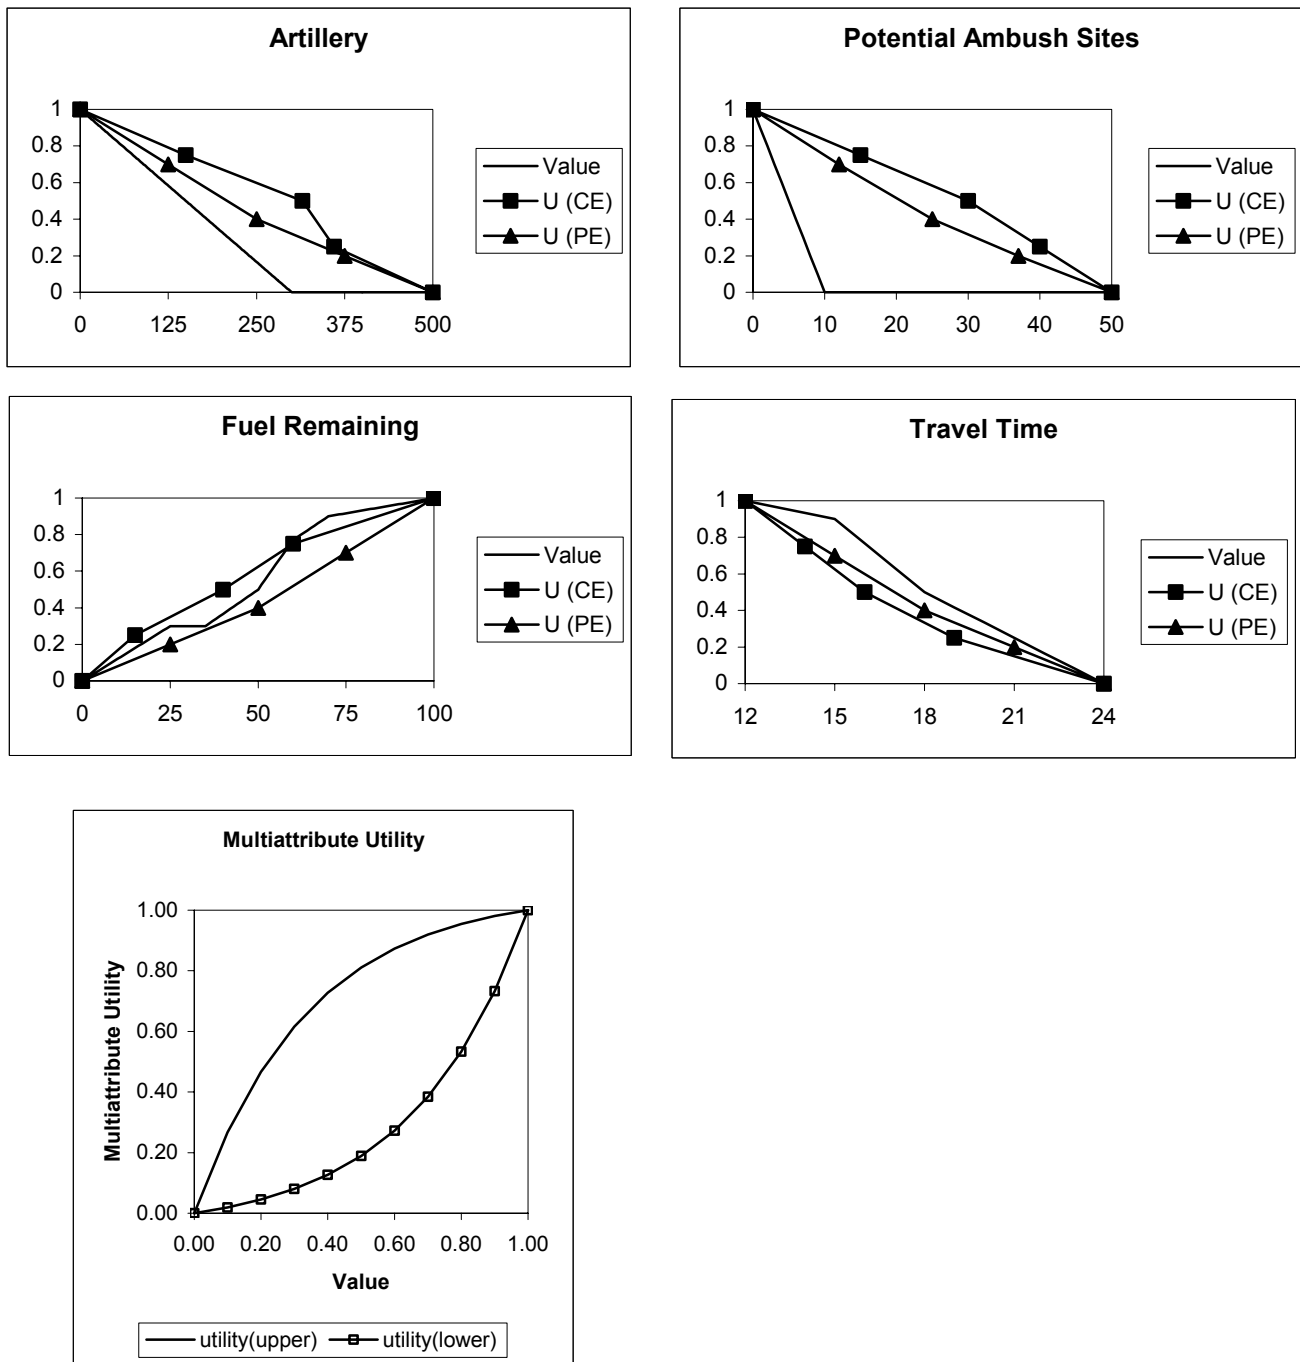 Artillery
1
0.8
0.6
0.4
0.2
0
0 125 250 375 500
Value
U (CE)
U (PE)
Potential Ambush Sites
1
0.8
0.6
0.4
0.2
0
0 10 20 30 40 50
Value
U (CE)
U (PE)
Fuel Remaining
1
0.8
0.6
0.4
0.2
0
0 25 50 75 100
Value
U (CE)
U (PE)
Travel Time
1
0.8
0.6
0.4
0.2
0
12 15 18 21 24
Value
U (CE)
U (PE)
Multiattribute Utility
Multiattribute Utility
1.00
0.80
0.60
0.40
0.20
0.00
0.00 0.20 0.40 0.60 0.80 1.00
Value
utility(upper) utility(lower)